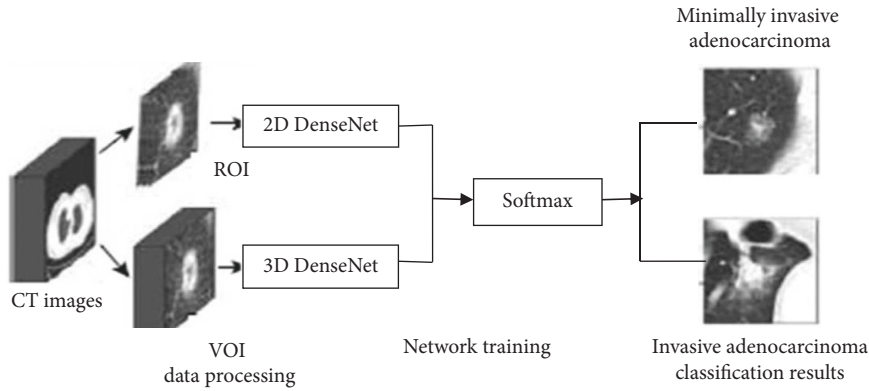 Minimally invasive
adenocarcinoma
2D DenseNet
ROI
Softmax
3D DenseNet
CT images
VOI
data processing
Network training
Invasive adenocarcinoma
classification results